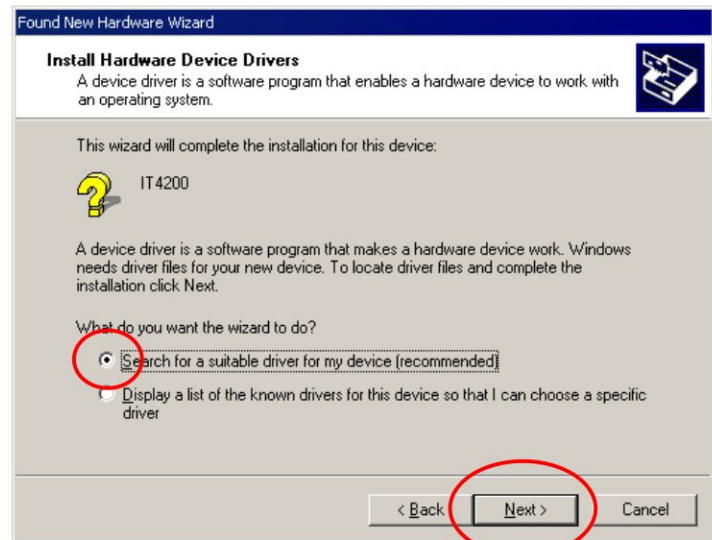 Found New Hardware Wizard
Install Hardware Device Drivers
A device driver is a software program that enables a hardware device to work with
an operating system.
This wizard will complete the installation for this device:
IT4200
A device driver is a software program that makes a hardware device work. Windows
needs driver files for your new device. To locate driver files and complete the
installation click Next.
What do you want the wizard to do?
Search for a suitable driver for my device (recommended)
Display a list of the known drivers for this device so that I can choose a specific
driver
< Back
Next >
Cancel